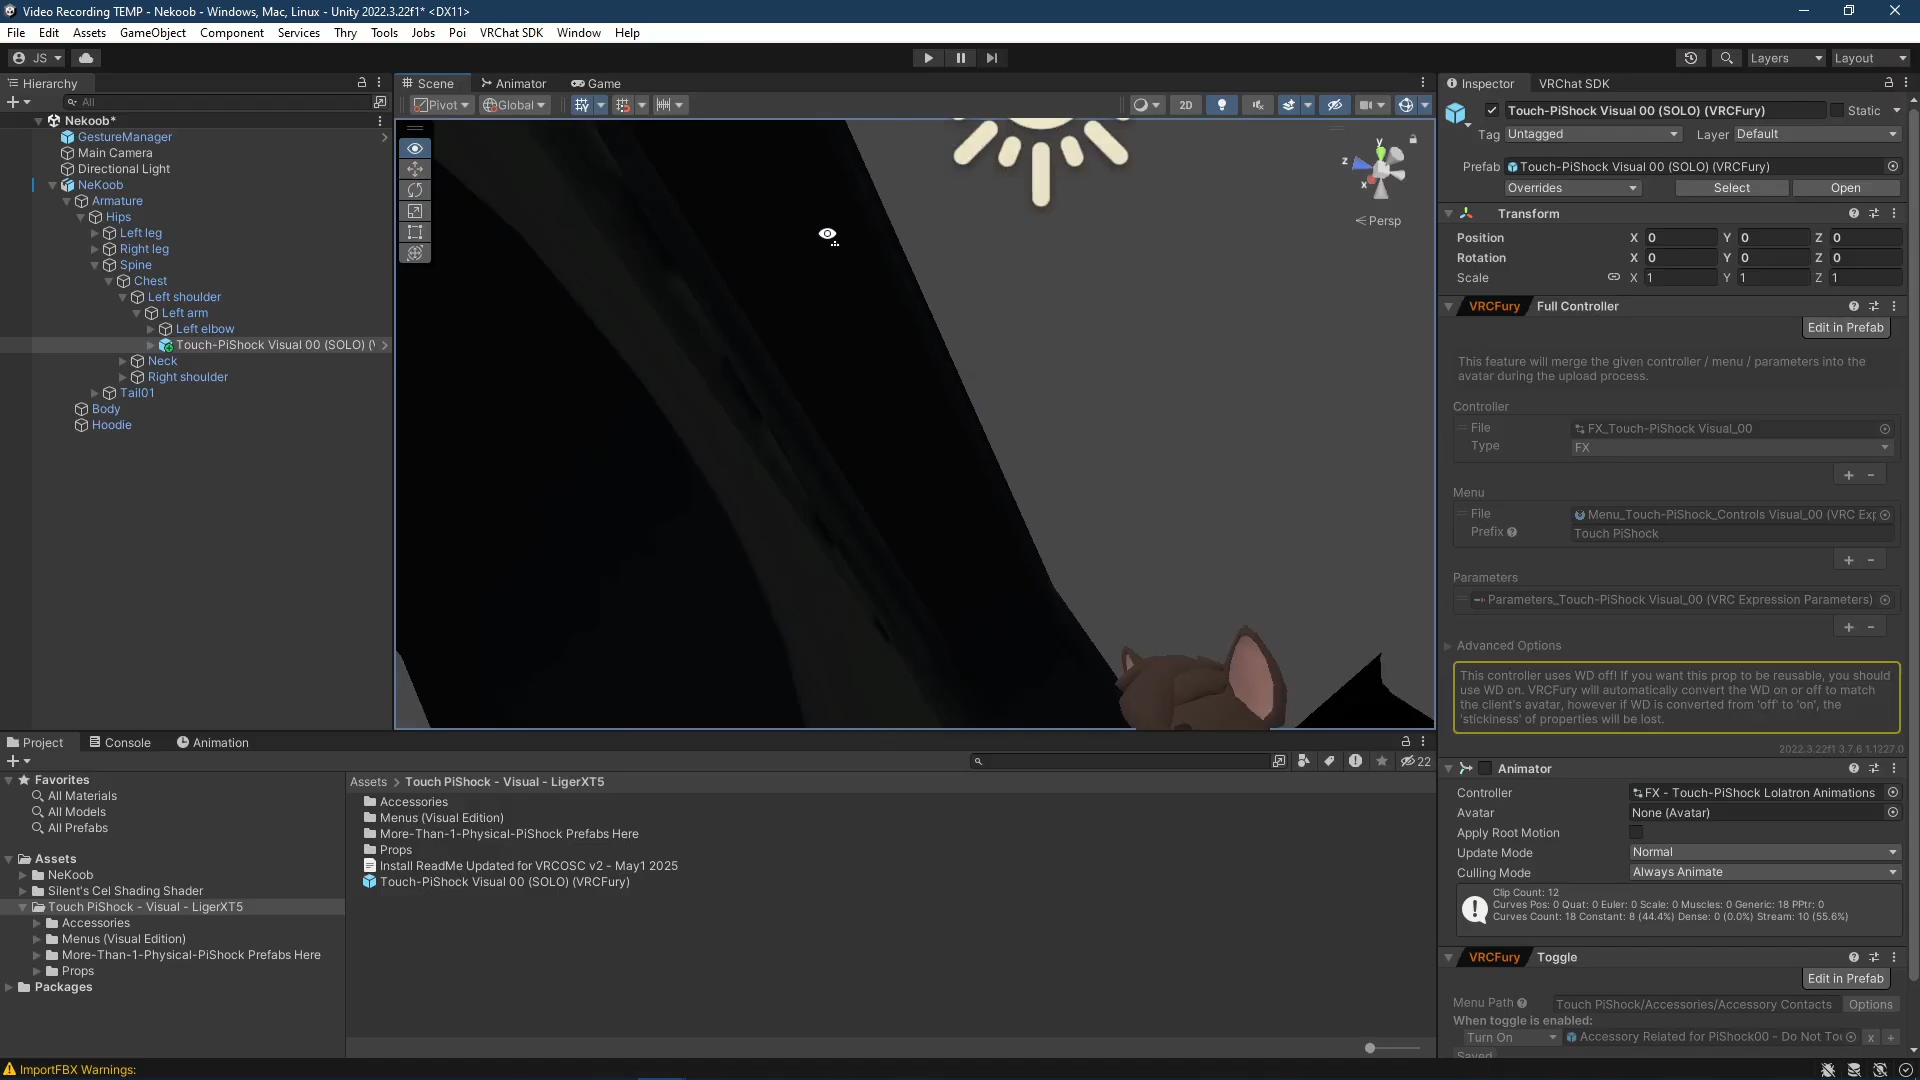 Video Recording TEMP - Nekoob - Windows, Mac, Linux - Unity 2022.3.22f1* <DX11>
File Edit Assets GameObject Component Services Thry Tools Jobs Poi VRChat SDK Window Help
JS
Layers
Layout
Hierarchy
All
Nekoob*
GestureManager
Main Camera
Directional Light
NeKoob
Armature
Hips
Left leg
Right leg
Spine
Chest
Left shoulder
Left arm
Left elbow
Touch-PiShock Visual 00 (SOLO) (V
Neck
Right shoulder
Tail01
Body
Hoodie
Scene
Animator
Game
Pivot
Global
2D
y
z
x
Persp
Inspector
VRChat SDK
Touch-PiShock Visual 00 (SOLO) (VRCFury)
Static
Tag Untagged
Layer Default
Prefab Touch-PiShock Visual 00 (SOLO) (VRCFury)
Overrides Select Open
Transform
Position X 0 Y 0 Z 0
Rotation X 0 Y 0 Z 0
Scale X 1 Y 1 Z 1
VRCFury Full Controller
Edit in Prefab
This feature will merge the given controller / menu / parameters into the
avatar during the upload process.
Controller
File FX_Touch-PiShock Visual_00
Type FX
+ -
Menu
File Menu_Touch-PiShock_Controls Visual_00 (VRC Exp
Prefix Touch PiShock
+ -
Parameters
Parameters_Touch-PiShock Visual_00 (VRC Expression Parameters)
+ -
Advanced Options
This controller uses WD off! If you want this prop to be reusable, you should
use WD on. VRCFury will automatically convert the WD on or off to match
the client's avatar, however if WD is converted from 'off' to 'on', the
'stickiness' of properties will be lost.
2022.3.22f1 3.7.6 1.1227.0
Animator
Controller FX - Touch-PiShock Lolatron Animations
Avatar None (Avatar)
Apply Root Motion
Update Mode Normal
Culling Mode Always Animate
Clip Count: 12
Curves Pos: 0 Quat: 0 Euler: 0 Scale: 0 Muscles: 0 Generic: 18 PPtr: 0
Curves Count: 18 Constant: 8 (44.4%) Dense: 0 (0.0%) Stream: 10 (55.6%)
VRCFury Toggle
Edit in Prefab
Menu Path Touch PiShock/Accessories/Accessory Contacts Options
When toggle is enabled:
Turn On Accessory Related for PiShock00 - Do Not Tou x +
Saved
Project
Console
Animation
22
Favorites
All Materials
All Models
All Prefabs
Assets
NeKoob
Silent's Cel Shading Shader
Touch PiShock - Visual - LigerXT5
Accessories
Menus (Visual Edition)
More-Than-1-Physical-PiShock Prefabs Here
Props
Packages
Assets > Touch PiShock - Visual - LigerXT5
Accessories
Menus (Visual Edition)
More-Than-1-Physical-PiShock Prefabs Here
Props
Install ReadMe Updated for VRCOSC v2 - May1 2025
Touch-PiShock Visual 00 (SOLO) (VRCFury)
ImportFBX Warnings: